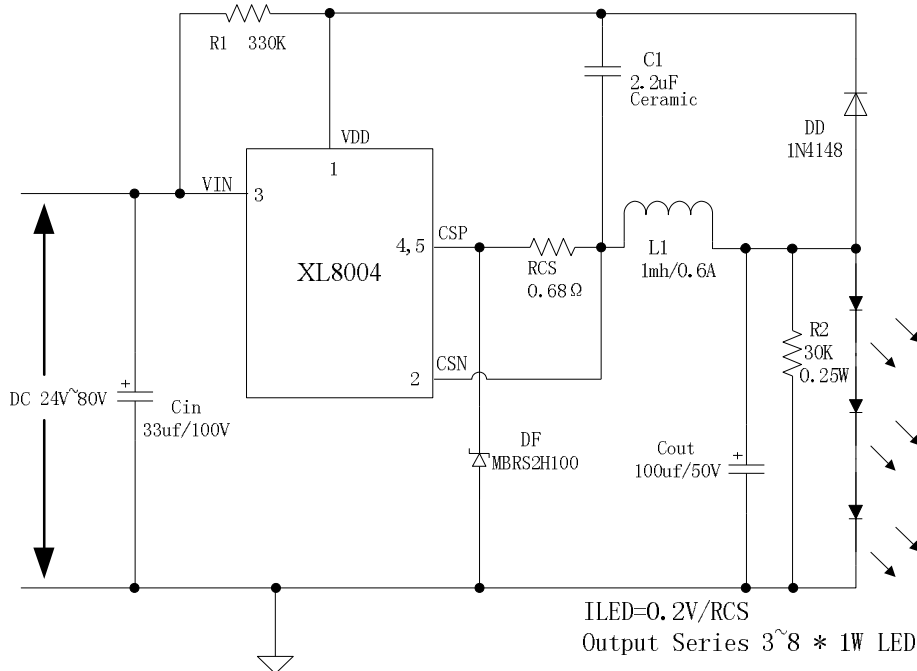 R1 330K
C1
2.2uF
Ceramic
VDD
1
DD
1N4148
VIN
3
CSP
4,5
XL8004
RCS
0.68Ω
L1
1mh/0.6A
CSN
2
R2
30K
0.25W
DC 24V~80V
+
Cin
33uf/100V
DF
MBRS2H100
+
Cout
100uf/50V
ILED=0.2V/RCS
Output Series 3~8 * 1W LED